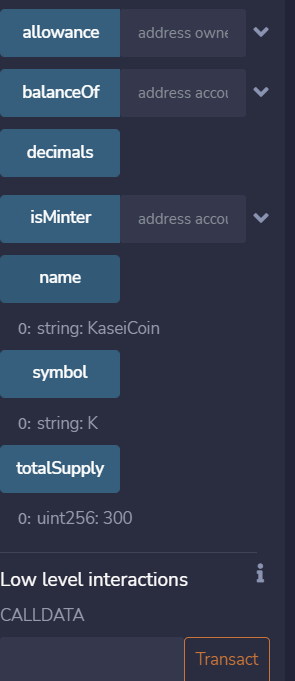 allowance address owne
balanceOf address accou
decimals
isMinter address accou
name
0: string: KaseiCoin
symbol
0: string: K
totalSupply
0: uint256: 300
Low level interactions
CALLDATA
Transact